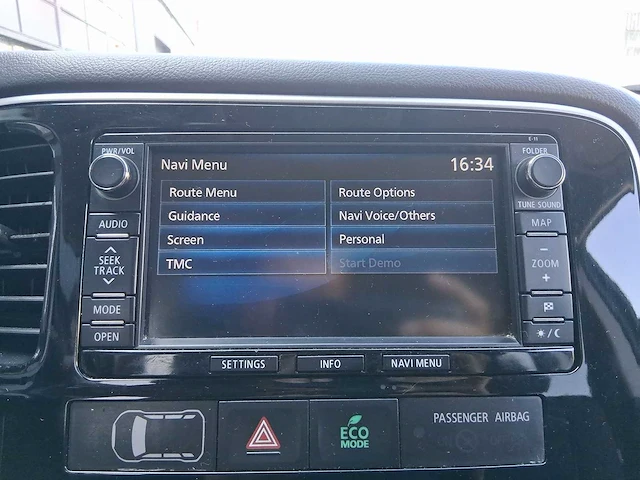 E-11
PWR/VOL
FOLDER
Navi Menu 16:34
Route Menu Route Options
TUNE SOUND
AUDIO
Guidance Navi Voice/Others
MAP
SEEK
TRACK
Screen Personal
ZOOM
TMC Start Demo
MODE
OPEN
SETTINGS INFO NAVI MENU
PASSENGER AIRBAG
ECO
MODE